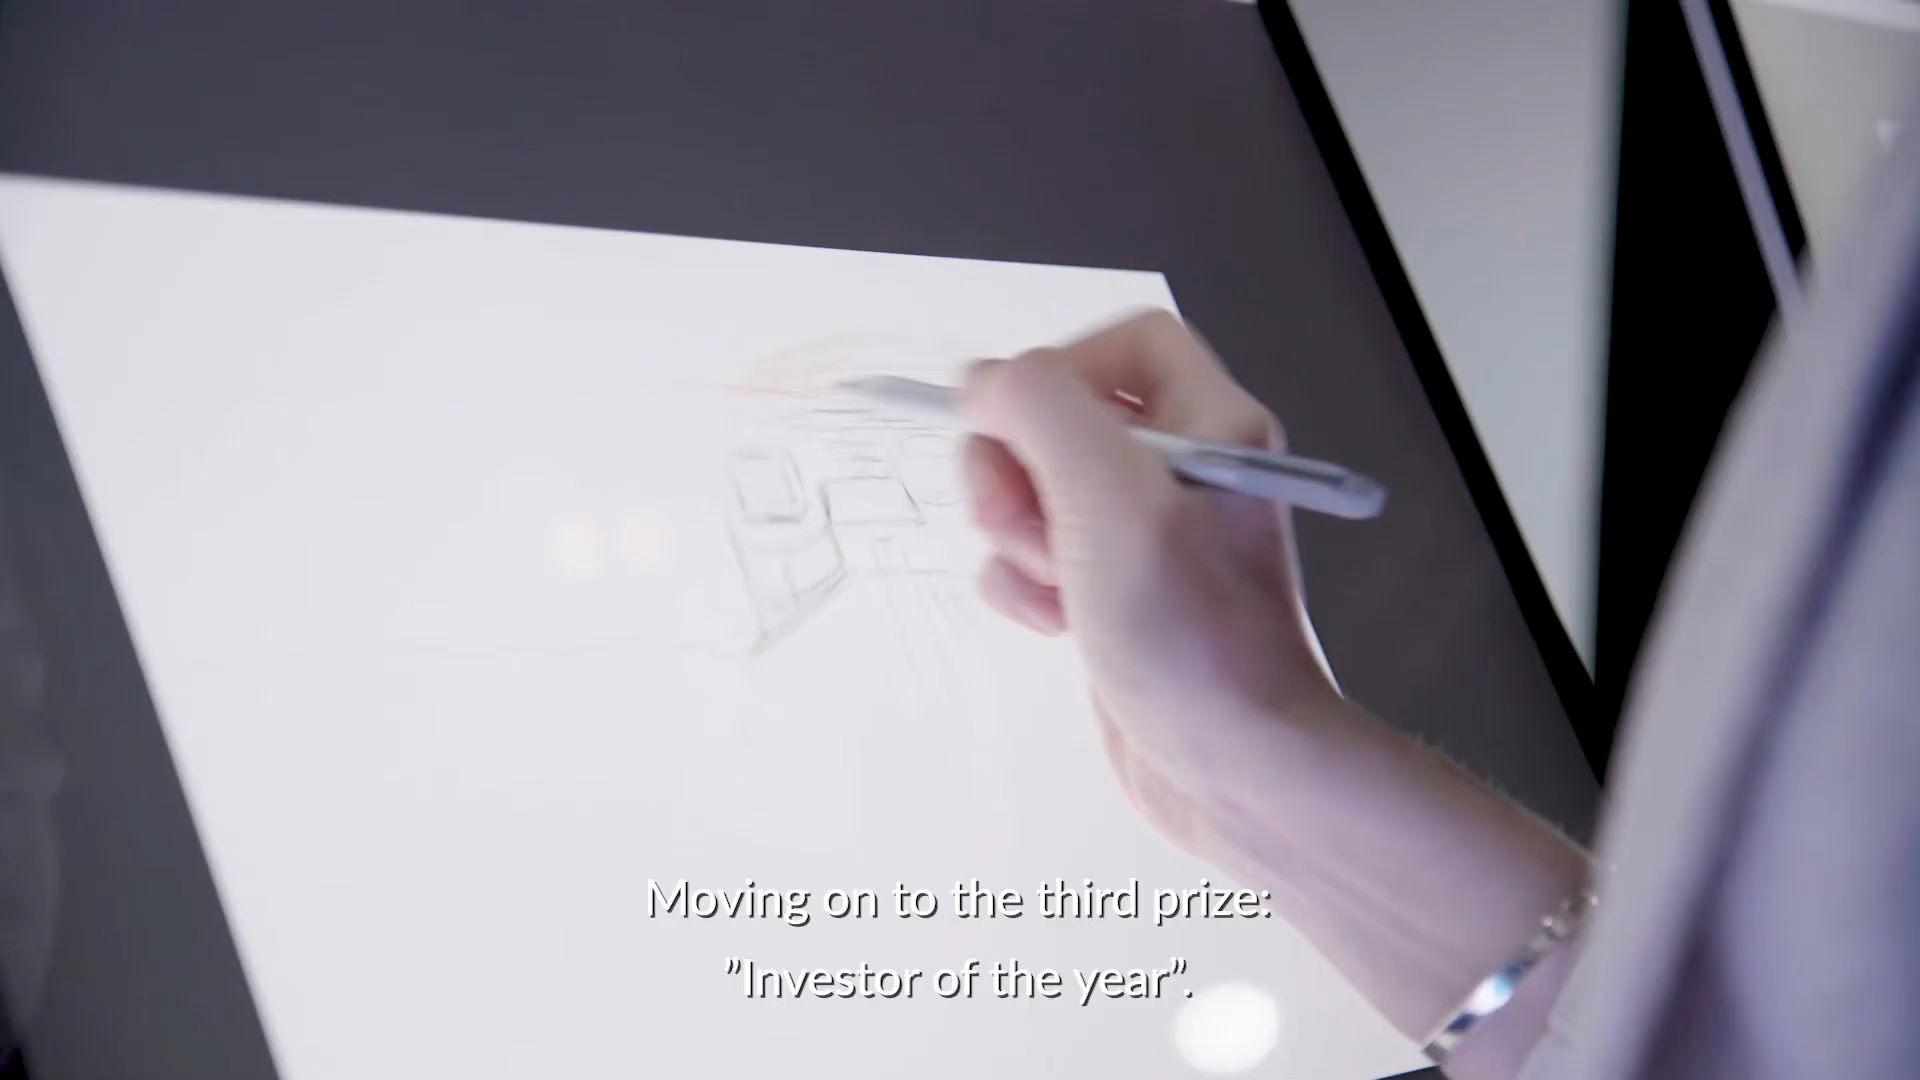 Moving on to the third prize:
”Investor of the year”.